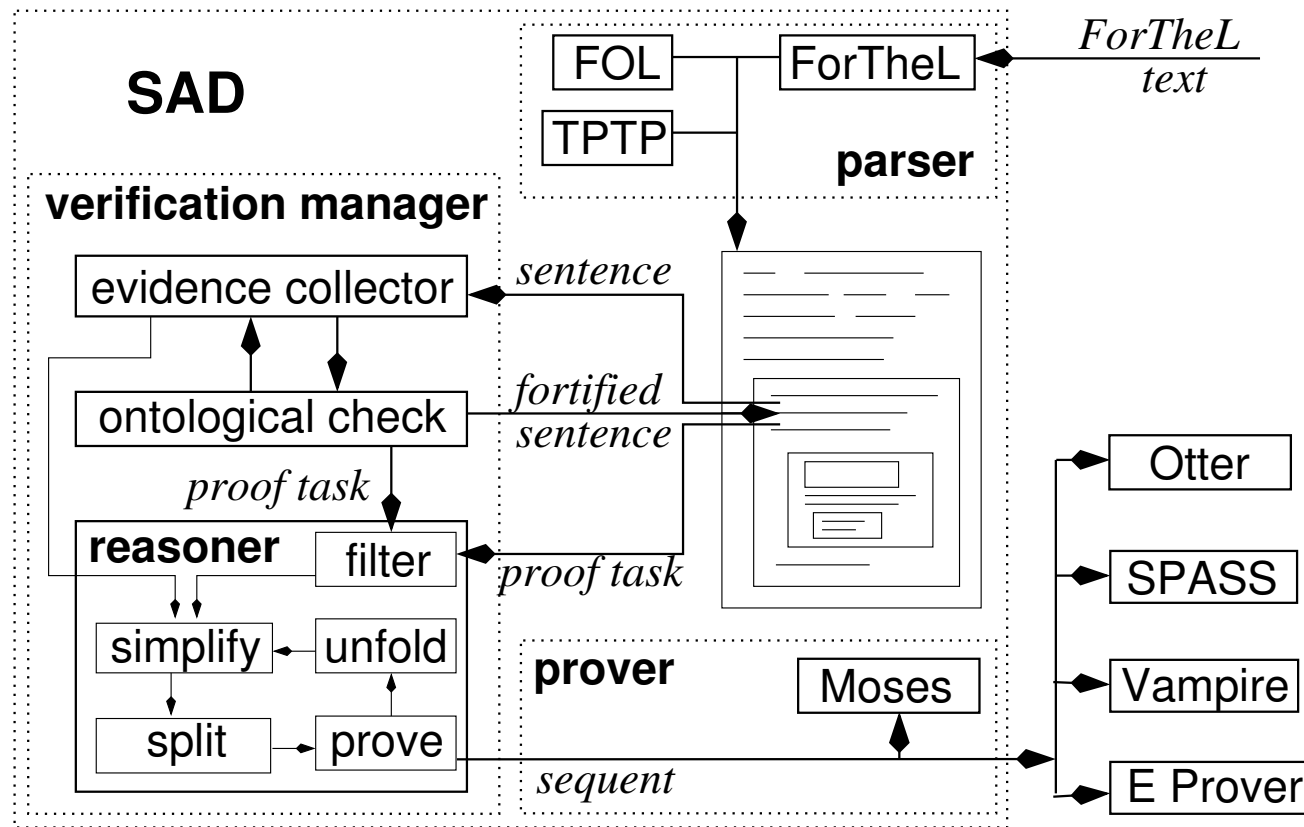 SAD
FOL
ForTheL
ForTheL
text
TPTP
parser
verification manager
evidence collector
sentence
ontological check
fortified
sentence
proof task
reasoner
filter
proof task
simplify
unfold
split
prove
prover
Moses
sequent
Otter
SPASS
Vampire
E Prover